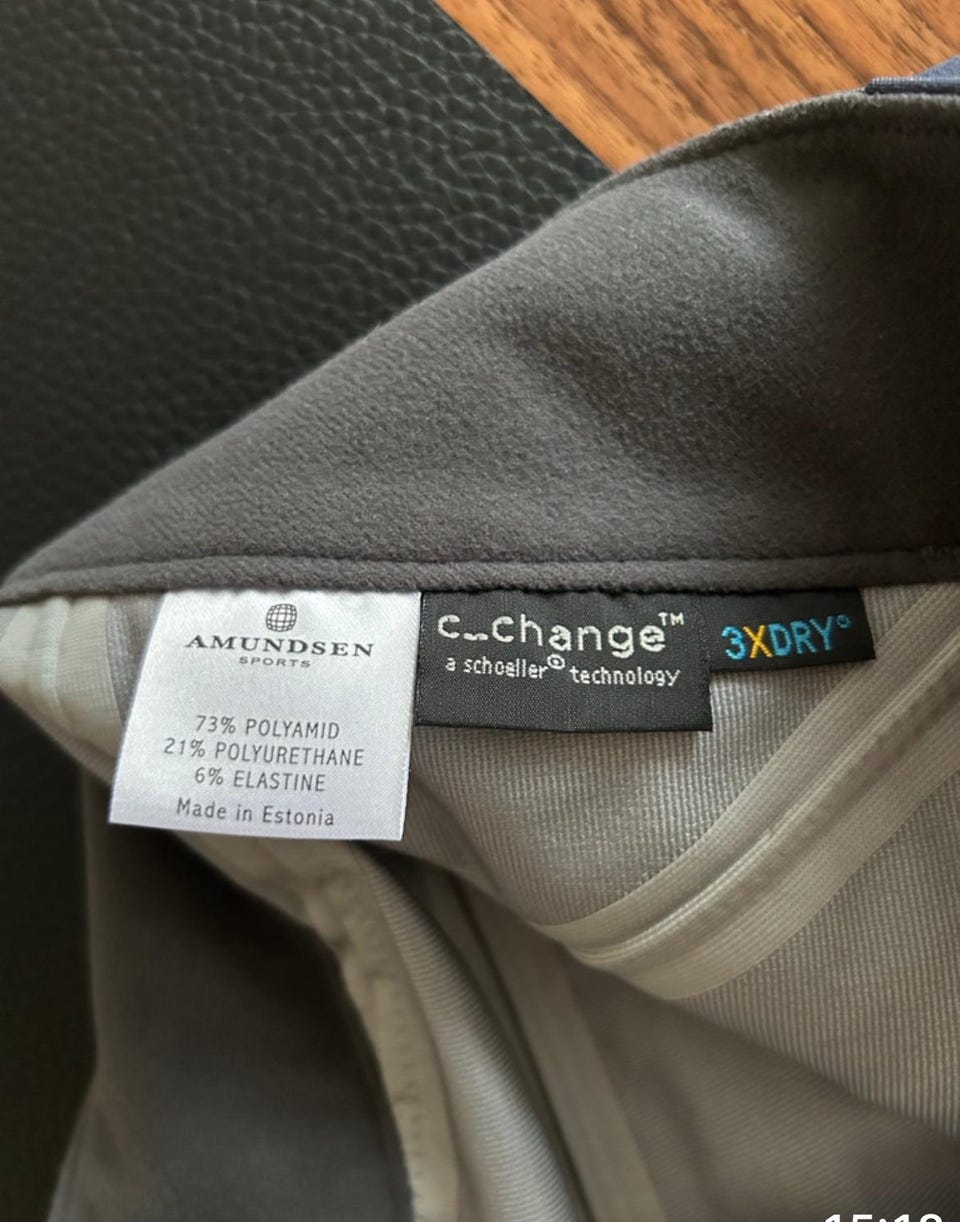 AMUNDSEN
SPORTS
73% POLYAMID
21% POLYURETHANE
6% ELASTINE
Made in Estonia
c_change™
a schoeller® technology
3XDRY®